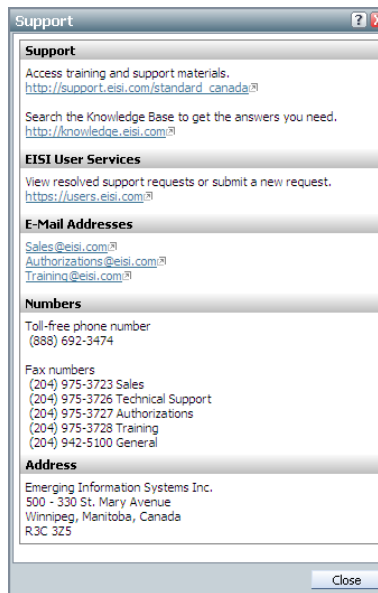 Support
?
X
Support
Access training and support materials.
http://support.eisi.com/standard_canada
Search the Knowledge Base to get the answers you need.
http://knowledge.eisi.com
EISI User Services
View resolved support requests or submit a new request.
https://users.eisi.com
E-Mail Addresses
Sales@eisi.com
Authorizations@eisi.com
Training@eisi.com
Numbers
Toll-free phone number
(888) 692-3474
Fax numbers
(204) 975-3723 Sales
(204) 975-3726 Technical Support
(204) 975-3727 Authorizations
(204) 975-3728 Training
(204) 942-5100 General
Address
Emerging Information Systems Inc.
500 - 330 St. Mary Avenue
Winnipeg, Manitoba, Canada
R3C 3Z5
Close